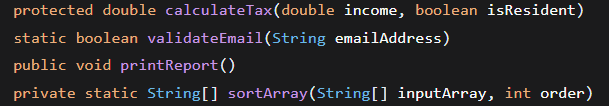 protected double calculateTax(double income, boolean isResident)
static boolean validateEmail(String emailAddress)
public void printReport()
private static String[] sortArray(String[] inputArray, int order)